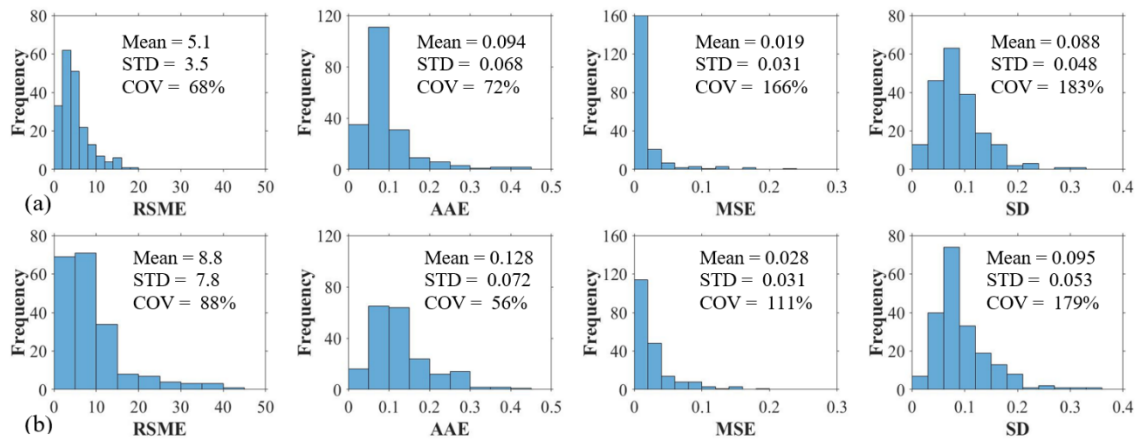 80
60
40
20
0
Frequency
Mean = 5.1
STD = 3.5
COV = 68%
0 10 20 30 40 50
RSME
(a)
120
80
40
0
Frequency
Mean = 0.094
STD = 0.068
COV = 72%
0 0.1 0.2 0.3 0.4 0.5
AAE
160
120
80
40
0
Frequency
Mean = 0.019
STD = 0.031
COV = 166%
0 0.1 0.2 0.3
MSE
80
60
40
20
0
Frequency
Mean = 0.088
STD = 0.048
COV = 183%
0 0.1 0.2 0.3 0.4
SD
80
60
40
20
0
Frequency
Mean = 8.8
STD = 7.8
COV = 88%
0 10 20 30 40 50
RSME
(b)
120
80
40
0
Frequency
Mean = 0.128
STD = 0.072
COV = 56%
0 0.1 0.2 0.3 0.4 0.5
AAE
160
120
80
40
0
Frequency
Mean = 0.028
STD = 0.031
COV = 111%
0 0.1 0.2 0.3
MSE
80
60
40
20
0
Frequency
Mean = 0.095
STD = 0.053
COV = 179%
0 0.1 0.2 0.3 0.4
SD